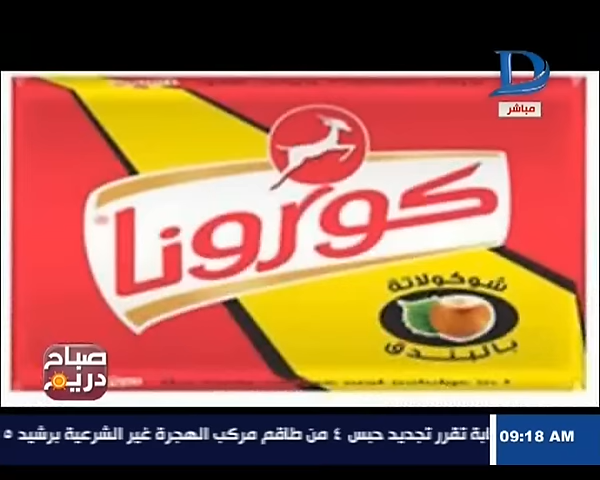 D
مباشر
كورونا
شوكولاتة
بالبندق
صباح
دريم
ية تقرر تجديد حبس ٤ من طاقم مركب الهجرة غير الشرعية برشيد ٥
09:18 AM